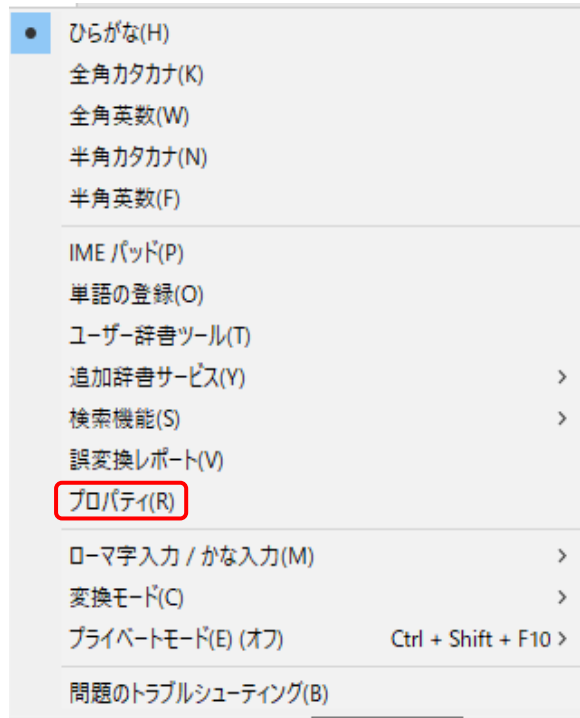 ひらがな(H)
全角カタカナ(K)
全角英数(W)
半角カタカナ(N)
半角英数(F)
IME パッド(P)
単語の登録(O)
ユーザー辞書ツール(T)
追加辞書サービス(Y)
検索機能(S)
誤変換レポート(V)
プロパティ(R)
ローマ字入力 / かな入力(M)
変換モード(C)
プライベートモード(E) (オフ) Ctrl + Shift + F10
問題のトラブルシューティング(B)